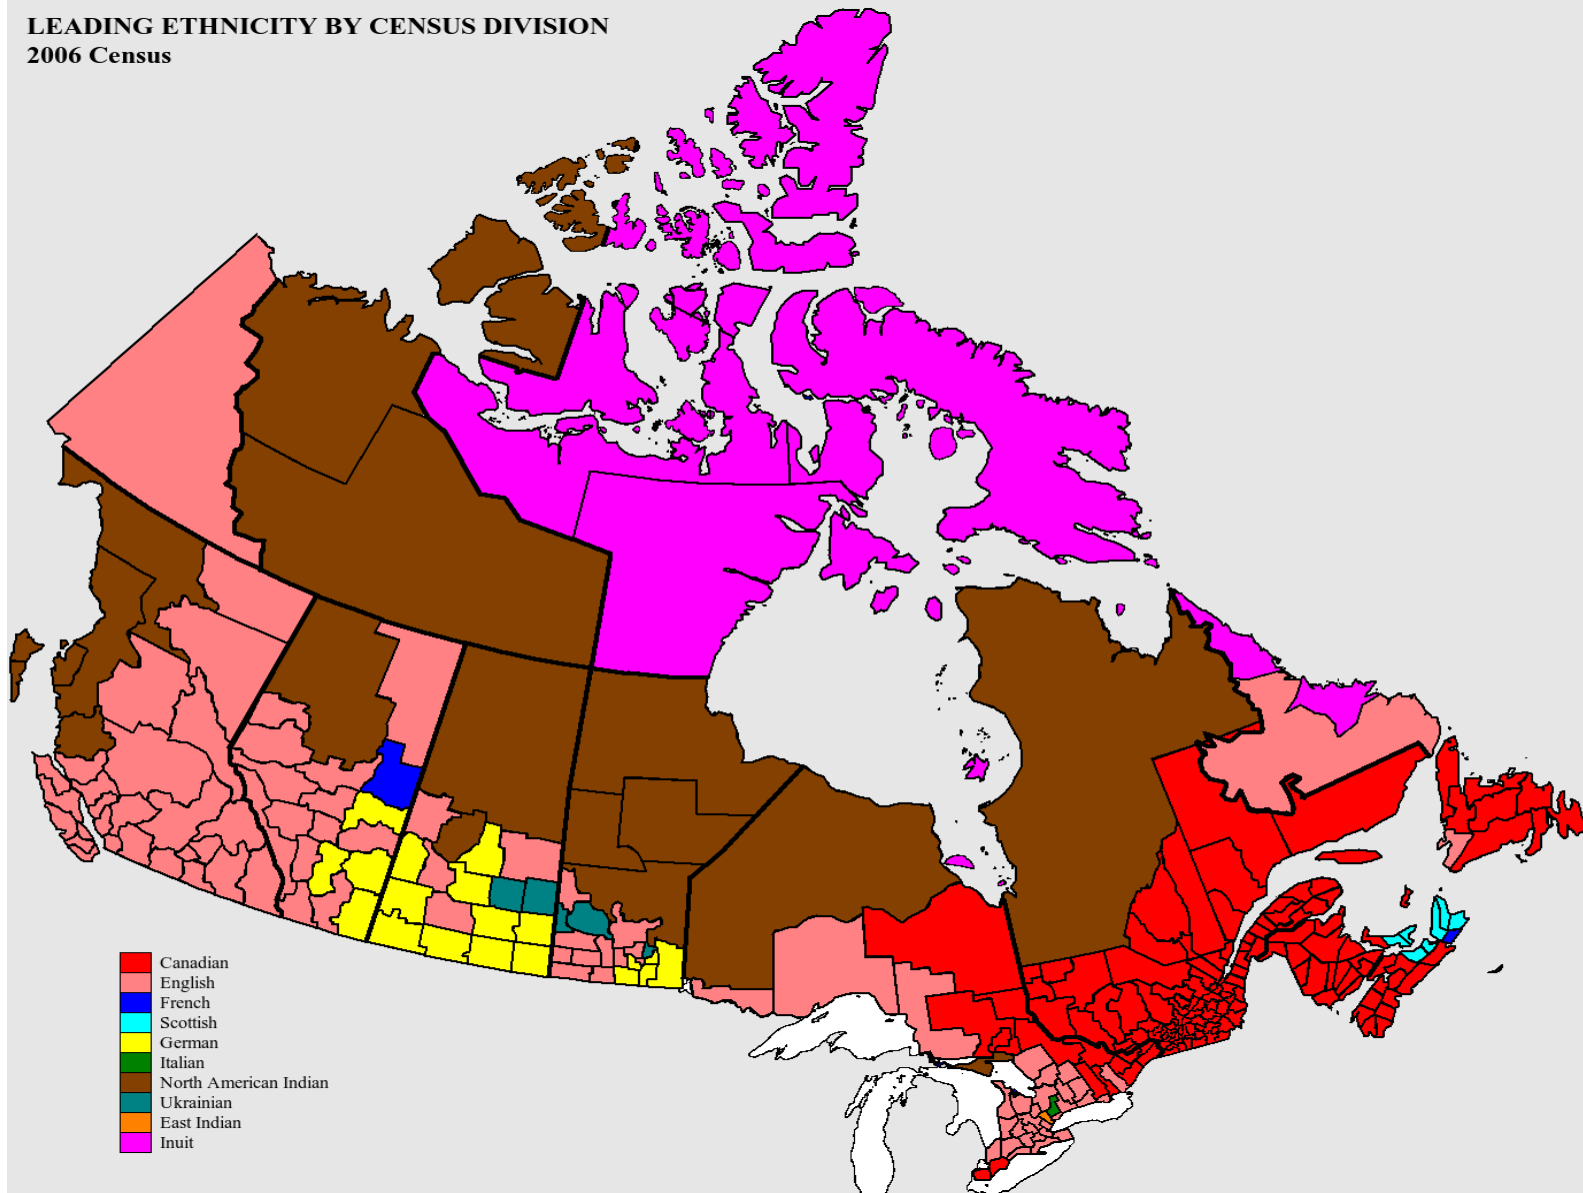 LEADING ETHNICITY BY CENSUS DIVISION
2006 Census
Canadian
English
French
Scottish
German
Italian
North American Indian
Ukrainian
East Indian
Inuit